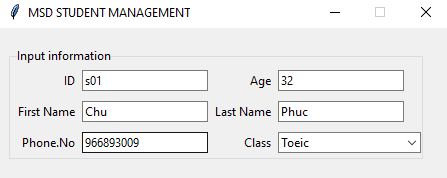 MSD STUDENT MANAGEMENT
Input information
ID s01 Age 32
First Name Chu Last Name Phuc
Phone.No 966893009 Class Toeic